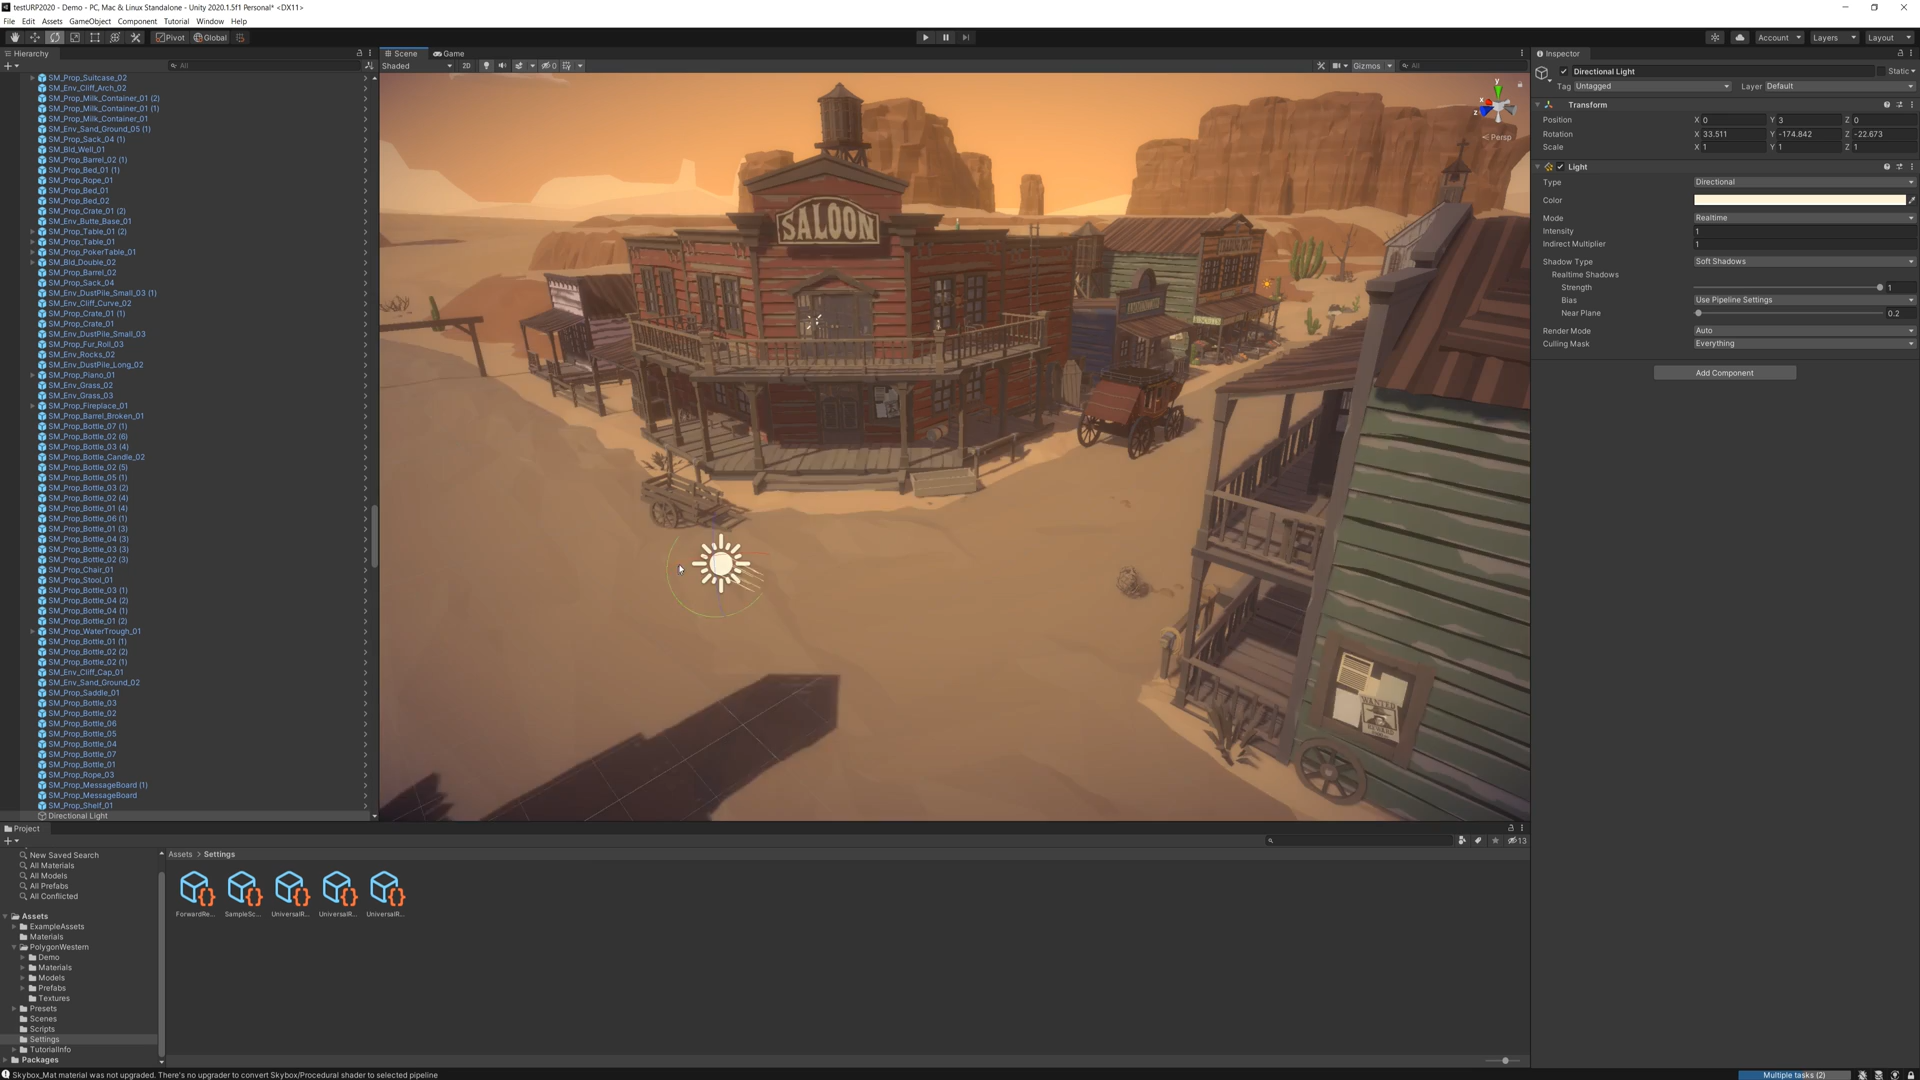 testURP2020 - Demo - PC, Mac & Linux Standalone - Unity 2020.1.5f1 Personal* <DX11>
File Edit Assets GameObject Component Tutorial Window Help
Pivot Global
Account Layers Layout
Hierarchy
All
SM_Prop_Suitcase_02
SM_Env_Cliff_Arch_02
SM_Prop_Milk_Container_01 (2)
SM_Prop_Milk_Container_01 (1)
SM_Prop_Milk_Container_01
SM_Env_Sand_Ground_05 (1)
SM_Prop_Sack_04 (1)
SM_Bld_Well_01
SM_Prop_Barrel_02 (1)
SM_Prop_Bed_01 (1)
SM_Prop_Rope_01
SM_Prop_Bed_01
SM_Prop_Bed_02
SM_Prop_Crate_01 (2)
SM_Env_Butte_Base_01
SM_Prop_Table_01 (2)
SM_Prop_Table_01
SM_Prop_PokerTable_01
SM_Bld_Double_02
SM_Prop_Barrel_02
SM_Prop_Sack_04
SM_Env_DustPile_Small_03 (1)
SM_Env_Cliff_Curve_02
SM_Prop_Crate_01 (1)
SM_Prop_Crate_01
SM_Env_DustPile_Small_03
SM_Prop_Fur_Roll_03
SM_Env_Rocks_02
SM_Env_DustPile_Long_02
SM_Prop_Piano_01
SM_Env_Grass_02
SM_Env_Grass_03
SM_Prop_Fireplace_01
SM_Prop_Barrel_Broken_01
SM_Prop_Bottle_07 (1)
SM_Prop_Bottle_02 (6)
SM_Prop_Bottle_03 (4)
SM_Prop_Bottle_Candle_02
SM_Prop_Bottle_02 (5)
SM_Prop_Bottle_05 (1)
SM_Prop_Bottle_03 (2)
SM_Prop_Bottle_02 (4)
SM_Prop_Bottle_01 (4)
SM_Prop_Bottle_06 (1)
SM_Prop_Bottle_01 (3)
SM_Prop_Bottle_04 (3)
SM_Prop_Bottle_03 (3)
SM_Prop_Bottle_02 (3)
SM_Prop_Chair_01
SM_Prop_Stool_01
SM_Prop_Bottle_03 (1)
SM_Prop_Bottle_04 (2)
SM_Prop_Bottle_04 (1)
SM_Prop_Bottle_01 (2)
SM_Prop_WaterTrough_01
SM_Prop_Bottle_01 (1)
SM_Prop_Bottle_02 (2)
SM_Prop_Bottle_02 (1)
SM_Env_Cliff_Cap_01
SM_Env_Sand_Ground_02
SM_Prop_Saddle_01
SM_Prop_Bottle_03
SM_Prop_Bottle_02
SM_Prop_Bottle_06
SM_Prop_Bottle_05
SM_Prop_Bottle_04
SM_Prop_Bottle_07
SM_Prop_Bottle_01
SM_Prop_Rope_03
SM_Prop_MessageBoard (1)
SM_Prop_MessageBoard
SM_Prop_Shelf_01
Directional Light
Scene Game
Shaded 2D 0 Gizmos All
y
x
z
Persp
SALOON
WANTED
Inspector
Directional Light Static
Tag Untagged Layer Default
Transform
Position X 0 Y 3 Z 0
Rotation X 33.511 Y -174.842 Z -22.673
Scale X 1 Y 1 Z 1
Light
Type Directional
Color
Mode Realtime
Intensity 1
Indirect Multiplier 1
Shadow Type Soft Shadows
Realtime Shadows
Strength 1
Bias Use Pipeline Settings
Near Plane 0.2
Render Mode Auto
Culling Mask Everything
Add Component
Project
13
New Saved Search
All Materials
All Models
All Prefabs
All Conflicted
Assets
ExampleAssets
Materials
PolygonWestern
Demo
Materials
Models
Prefabs
Textures
Presets
Scenes
Scripts
Settings
TutorialInfo
Packages
Assets > Settings
ForwardRe... SampleSc... UniversalR... UniversalR... UniversalR...
Skybox_Mat material was not upgraded. There's no upgrader to convert Skybox/Procedural shader to selected pipeline
Multiple tasks (2)